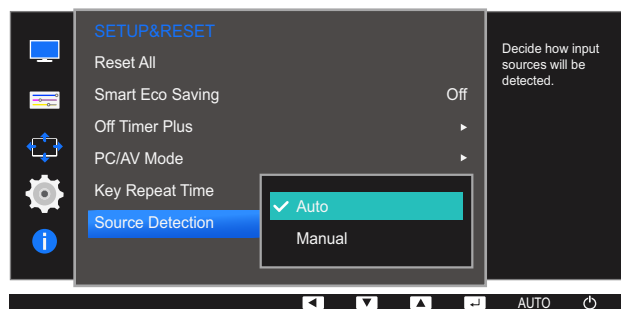 SETUP&RESET
Reset All
Smart Eco Saving Off
Off Timer Plus
PC/AV Mode
Key Repeat Time
Source Detection
Auto
Manual
Decide how input
sources will be
detected.
AUTO